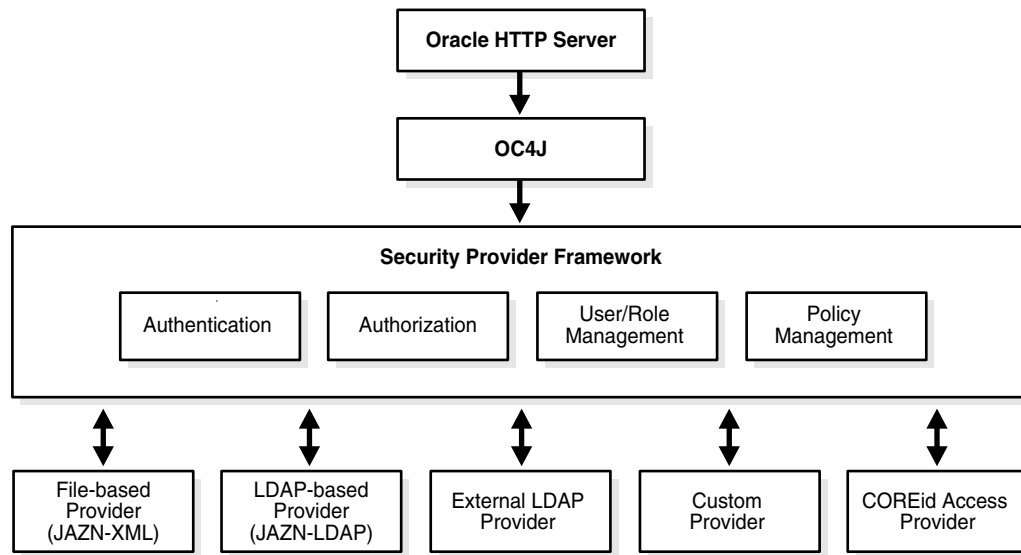 Oracle HTTP Server
OC4J
Security Provider Framework
Authentication
Authorization
User/Role
Management
Policy
Management
File-based
Provider
(JAZN-XML)
LDAP-based
Provider
(JAZN-LDAP)
External LDAP
Provider
Custom
Provider
COREid Access
Provider